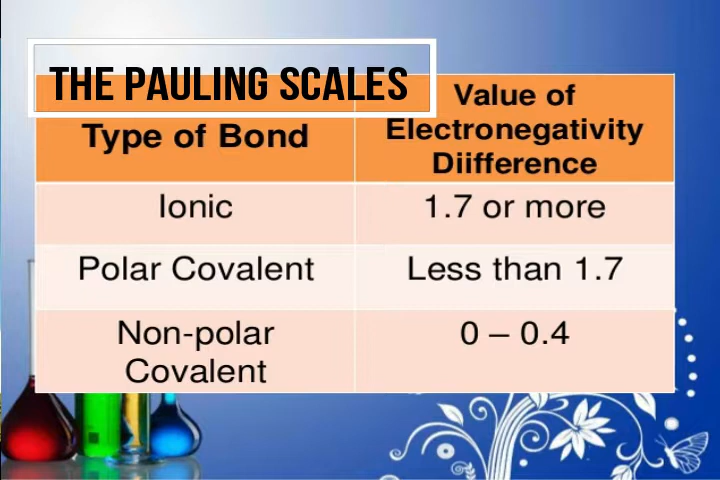 THE PAULING SCALES
Type of Bond
Value of
Electronegativity
Diifference
Ionic
1.7 or more
Polar Covalent
Less than 1.7
Non-polar
Covalent
0 – 0.4